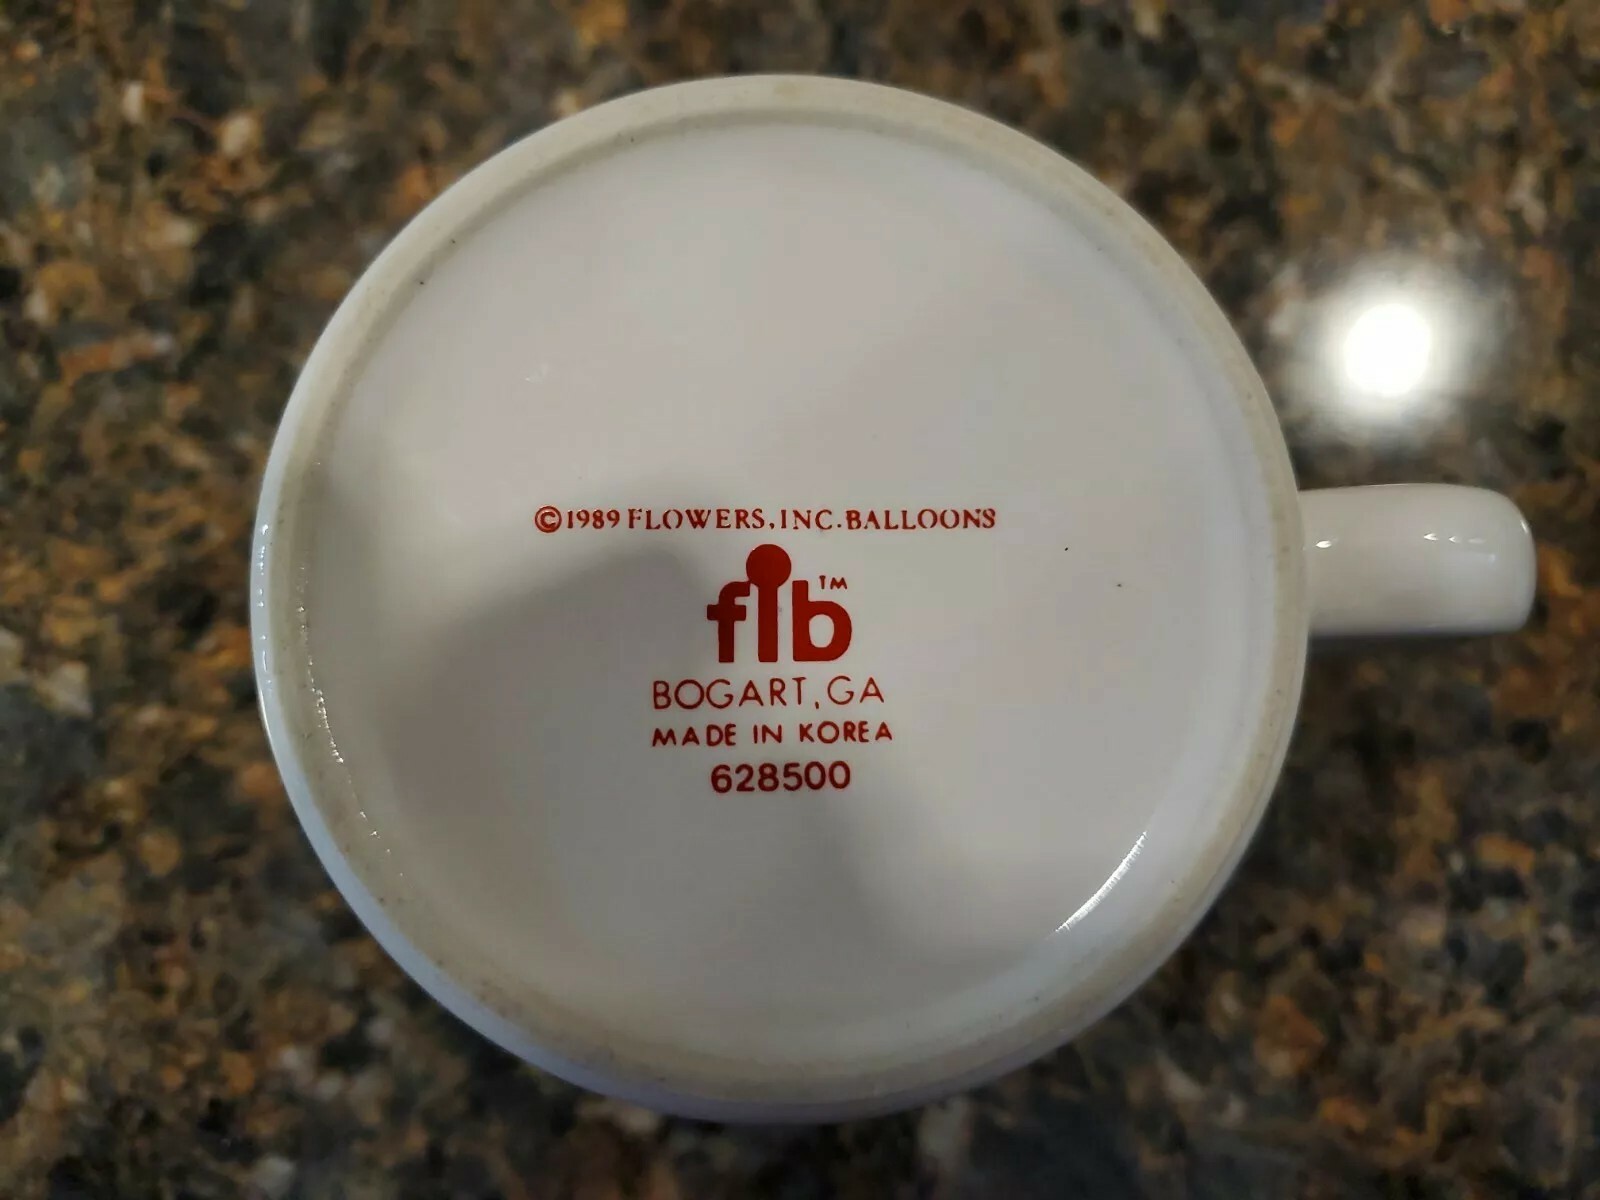 ©1989 FLOWERS, INC. BALLOONS
fib™
BOGART, GA
MADE IN KOREA
628500